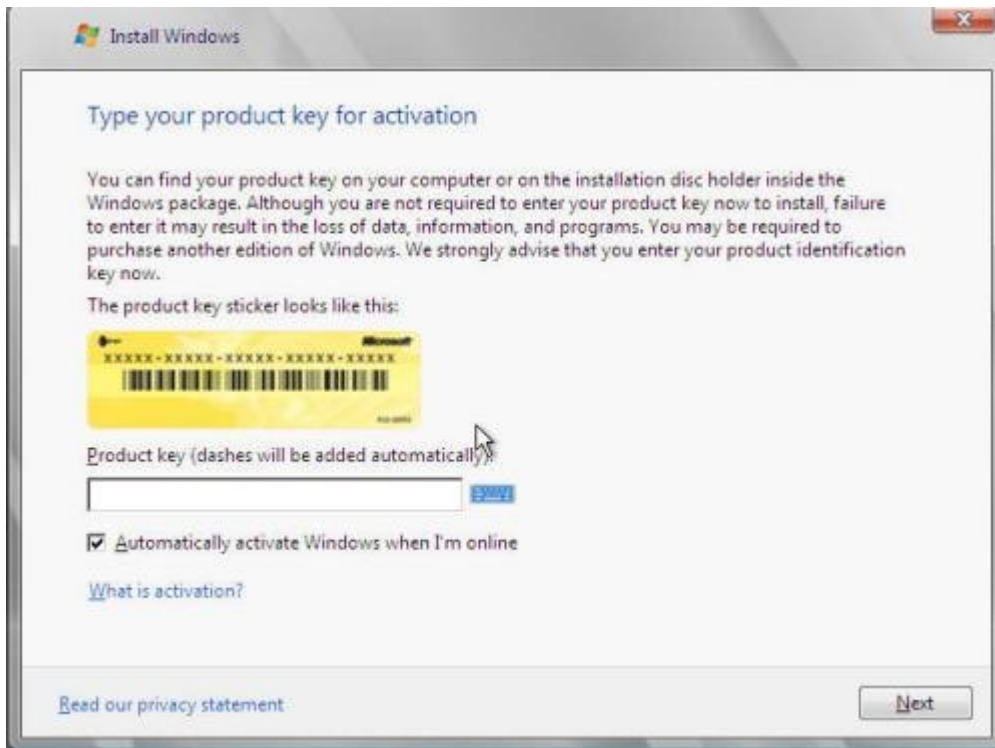 Install Windows
Type your product key for activation
You can find your product key on your computer or on the installation disc holder inside the
Windows package. Although you are not required to enter your product key now to install, failure
to enter it may result in the loss of data, information, and programs. You may be required to
purchase another edition of Windows. We strongly advise that you enter your product identification
key now.
The product key sticker looks like this:
Microsoft
XXXXX-XXXXX-XXXXX-XXXXX-XXXXX
Product key (dashes will be added automatically):
Automatically activate Windows when I'm online
What is activation?
Read our privacy statement
Next